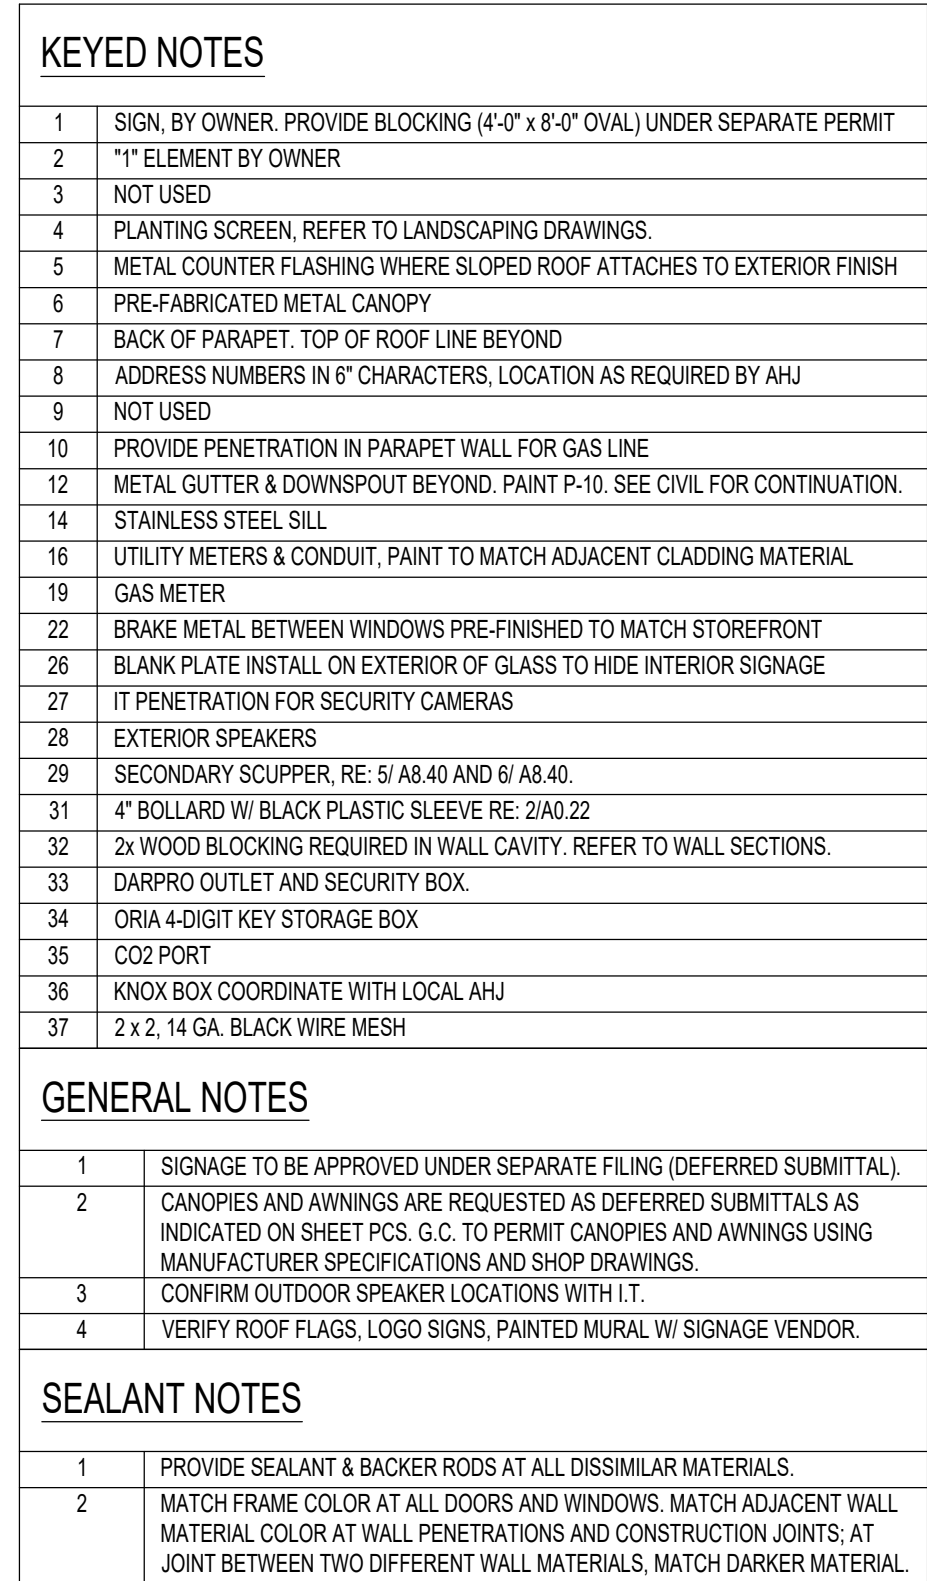 KEYED NOTES
1 SIGN, BY OWNER. PROVIDE BLOCKING (4'-0" x 8'-0" OVAL) UNDER SEPARATE PERMIT
2 "1" ELEMENT BY OWNER
3 NOT USED
4 PLANTING SCREEN, REFER TO LANDSCAPING DRAWINGS.
5 METAL COUNTER FLASHING WHERE SLOPED ROOF ATTACHES TO EXTERIOR FINISH
6 PRE-FABRICATED METAL CANOPY
7 BACK OF PARAPET. TOP OF ROOF LINE BEYOND
8 ADDRESS NUMBERS IN 6" CHARACTERS, LOCATION AS REQUIRED BY AHJ
9 NOT USED
10 PROVIDE PENETRATION IN PARAPET WALL FOR GAS LINE
12 METAL GUTTER & DOWNSPOUT BEYOND. PAINT P-10. SEE CIVIL FOR CONTINUATION.
14 STAINLESS STEEL SILL
16 UTILITY METERS & CONDUIT, PAINT TO MATCH ADJACENT CLADDING MATERIAL
19 GAS METER
22 BRAKE METAL BETWEEN WINDOWS PRE-FINISHED TO MATCH STOREFRONT
26 BLANK PLATE INSTALL ON EXTERIOR OF GLASS TO HIDE INTERIOR SIGNAGE
27 IT PENETRATION FOR SECURITY CAMERAS
28 EXTERIOR SPEAKERS
29 SECONDARY SCUPPER, RE: 5/ A8.40 AND 6/ A8.40.
31 4" BOLLARD W/ BLACK PLASTIC SLEEVE RE: 2/A0.22
32 2x WOOD BLOCKING REQUIRED IN WALL CAVITY. REFER TO WALL SECTIONS.
33 DARPRO OUTLET AND SECURITY BOX.
34 ORIA 4-DIGIT KEY STORAGE BOX
35 CO2 PORT
36 KNOX BOX COORDINATE WITH LOCAL AHJ
37 2 x 2, 14 GA. BLACK WIRE MESH
GENERAL NOTES
1 SIGNAGE TO BE APPROVED UNDER SEPARATE FILING (DEFERRED SUBMITTAL).
2 CANOPIES AND AWNINGS ARE REQUESTED AS DEFERRED SUBMITTALS AS
INDICATED ON SHEET PCS. G.C. TO PERMIT CANOPIES AND AWNINGS USING
MANUFACTURER SPECIFICATIONS AND SHOP DRAWINGS.
3 CONFIRM OUTDOOR SPEAKER LOCATIONS WITH I.T.
4 VERIFY ROOF FLAGS, LOGO SIGNS, PAINTED MURAL W/ SIGNAGE VENDOR.
SEALANT NOTES
1 PROVIDE SEALANT & BACKER RODS AT ALL DISSIMILAR MATERIALS.
2 MATCH FRAME COLOR AT ALL DOORS AND WINDOWS. MATCH ADJACENT WALL
MATERIAL COLOR AT WALL PENETRATIONS AND CONSTRUCTION JOINTS; AT
JOINT BETWEEN TWO DIFFERENT WALL MATERIALS, MATCH DARKER MATERIAL.